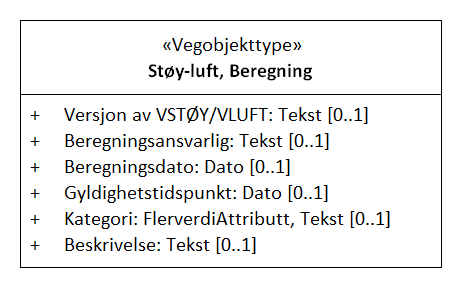 «Vegobjekttype»
Støy-luft, Beregning
+ Versjon av VSTØY/VLUFT: Tekst [0..1]
+ Beregningsansvarlig: Tekst [0..1]
+ Beregningsdato: Dato [0..1]
+ Gyldighetstidspunkt: Dato [0..1]
+ Kategori: FlerverdiAttributt, Tekst [0..1]
+ Beskrivelse: Tekst [0..1]